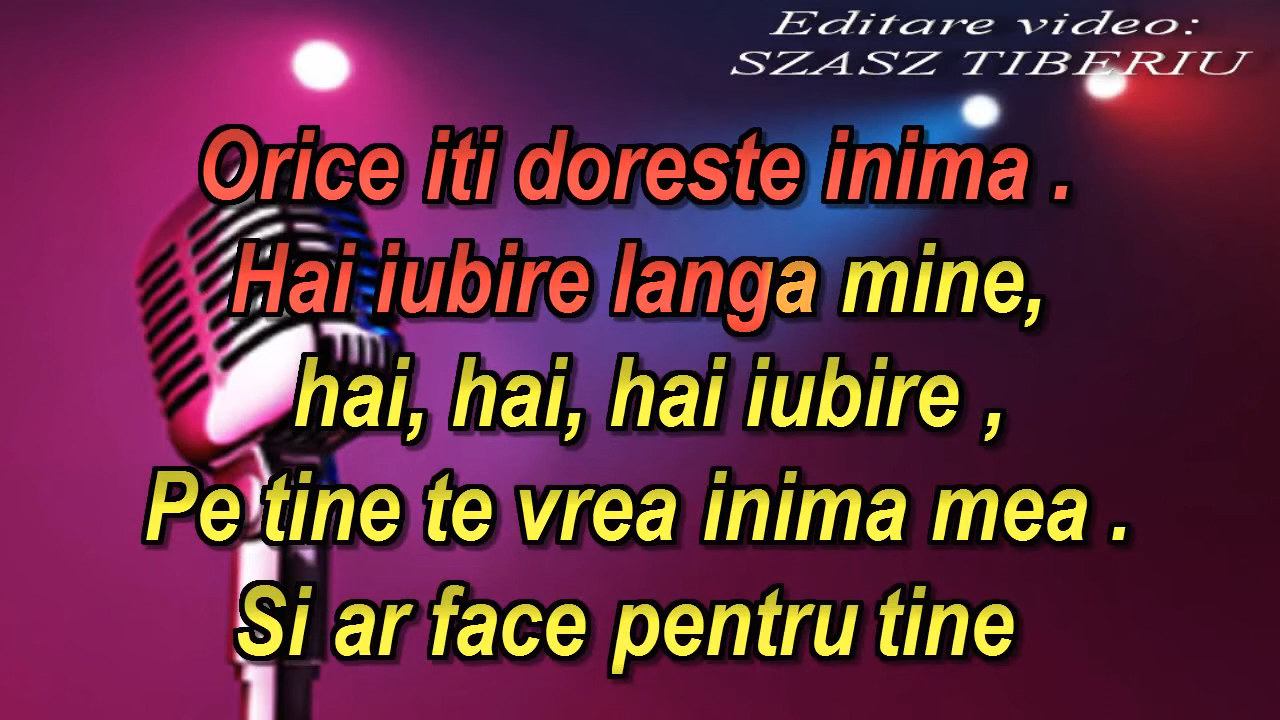 Editare video:
SZASZ TIBERIU
Orice iti doreste inima .
Hai iubire langa mine,
hai, hai, hai iubire ,
Pe tine te vrea inima mea .
Si ar face pentru tine